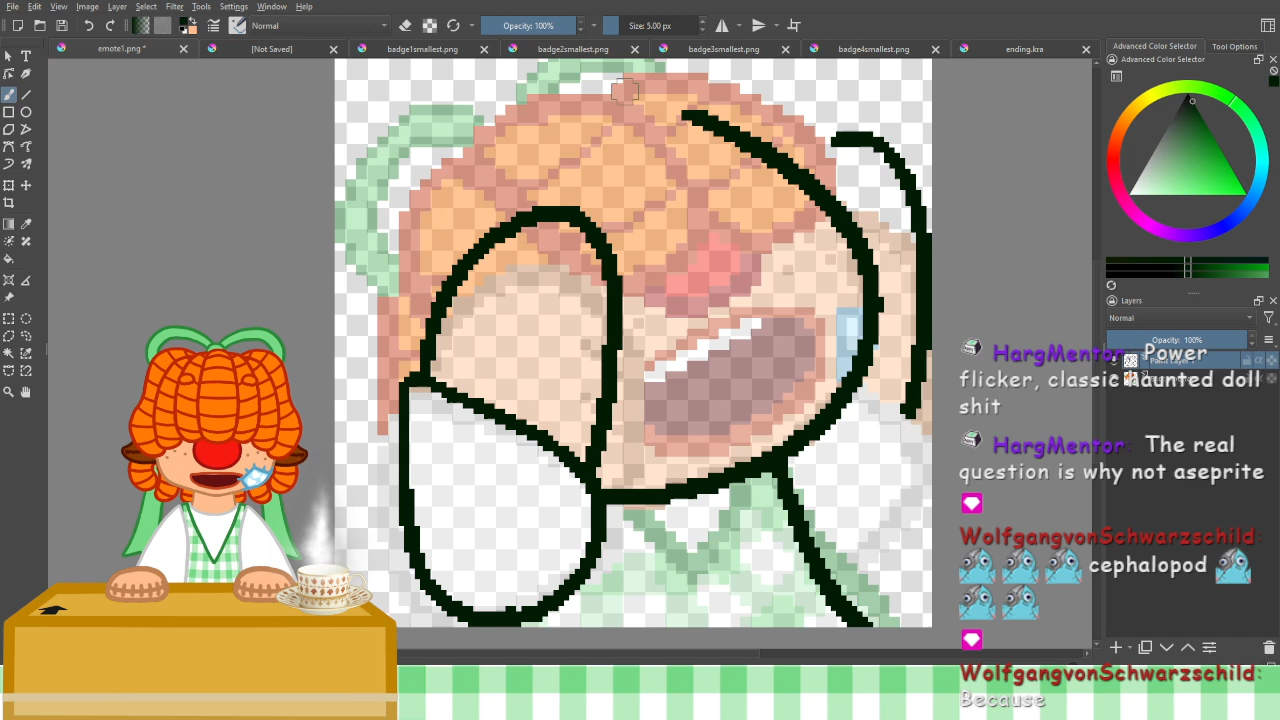 File Edit View Image Layer Select Filter Tools Settings Window Help
Normal Opacity: 100% Size: 5.00 px
emote1.png * [Not Saved] badge1smallest.png badge2smallest.png badge3smallest.png badge4smallest.png ending.kra
Advanced Color Selector Tool Options
Advanced Color Selector
Layers
Normal
Opacity: 100%
HargMentor: Power
flicker, classic haunted doll
shit
HargMentor: The real
question is why not aseprite
WolfgangvonSchwarzschild:
cephalopod
WolfgangvonSchwarzschild:
Because